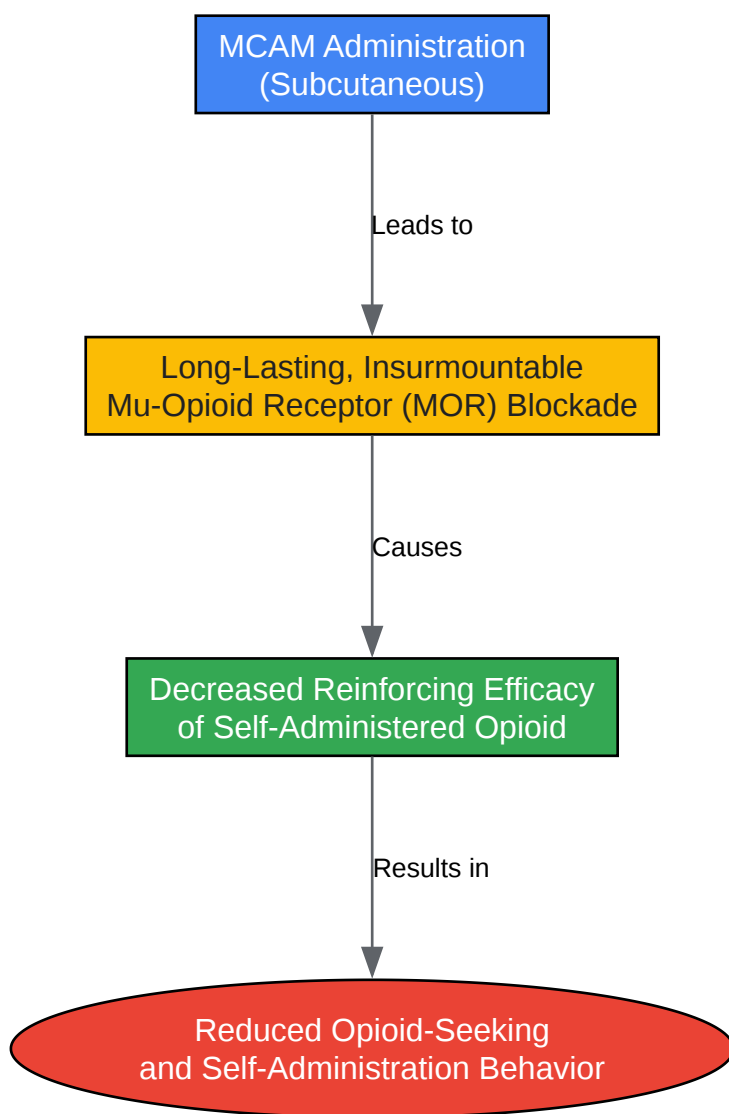 MCAM Administration
(Subcutaneous)
Leads to
Long-Lasting, Insurmountable
Mu-Opioid Receptor (MOR) Blockade
Causes
Decreased Reinforcing Efficacy
of Self-Administered Opioid
Results in
Reduced Opioid-Seeking
and Self-Administration Behavior